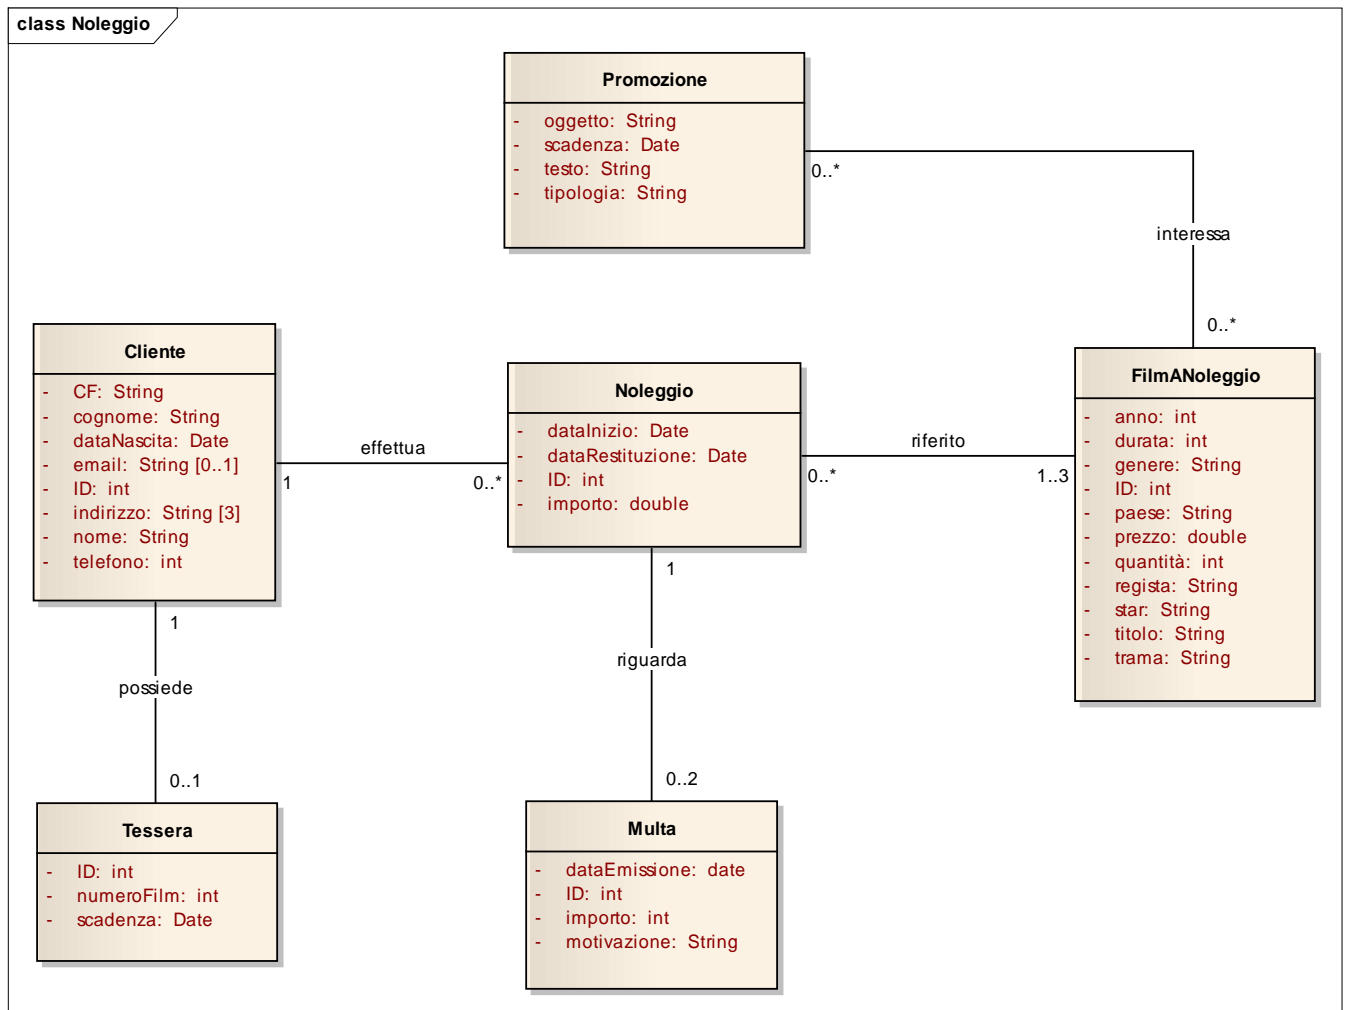 class Noleggio
Promozione
- oggetto: String
- scadenza: Date
- testo: String
- tipologia: String
0..*
interessa
0..*
Cliente
- CF: String
- cognome: String
- dataNascita: Date
- email: String [0..1]
- ID: int
- indirizzo: String [3]
- nome: String
- telefono: int
effettua
1
0..*
Noleggio
- dataInizio: Date
- dataRestituzione: Date
- ID: int
- importo: double
riferito
0..*
1..3
FilmANoleggio
- anno: int
- durata: int
- genere: String
- ID: int
- paese: String
- prezzo: double
- quantità: int
- regista: String
- star: String
- titolo: String
- trama: String
1
possiede
0..1
1
riguarda
0..2
Tessera
- ID: int
- numeroFilm: int
- scadenza: Date
Multa
- dataEmissione: date
- ID: int
- importo: int
- motivazione: String